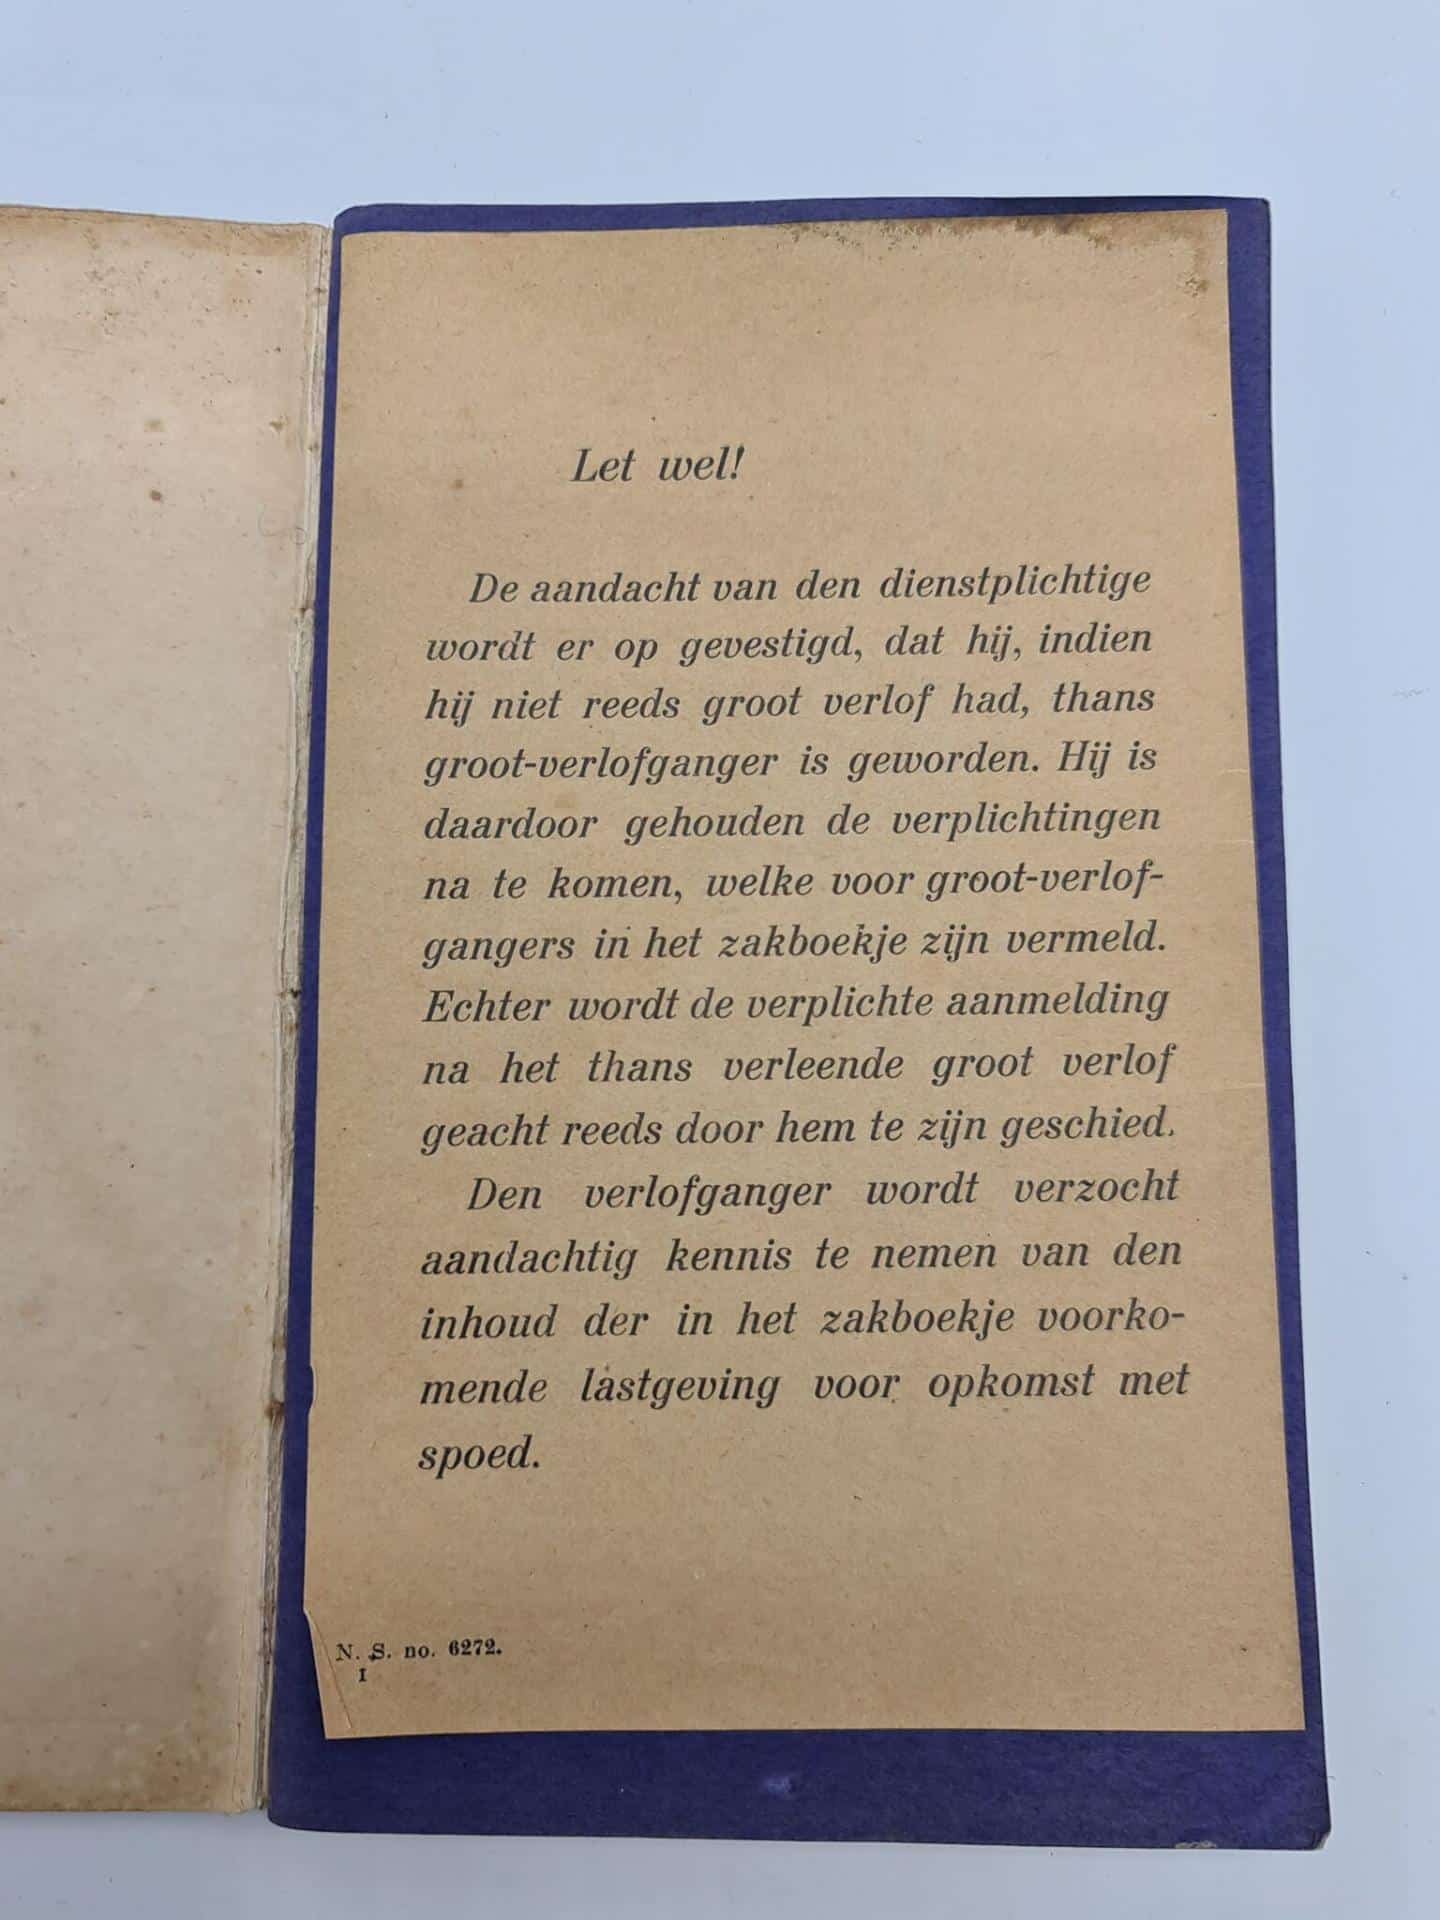 Let wel!
De aandacht van den dienstplichtige
wordt er op gevestigd, dat hij, indien
hij niet reeds groot verlof had, thans
groot-verlofganger is geworden. Hij is
daardoor gehouden de verplichtingen
na te komen, welke voor groot-verlof-
gangers in het zakboekje zijn vermeld.
Echter wordt de verplichte aanmelding
na het thans verleende groot verlof
geacht reeds door hem te zijn geschied.
Den verlofganger wordt verzocht
aandachtig kennis te nemen van den
inhoud der in het zakboekje voorko-
mende lastgeving voor opkomst met
spoed.
N. S. no. 6272.
I